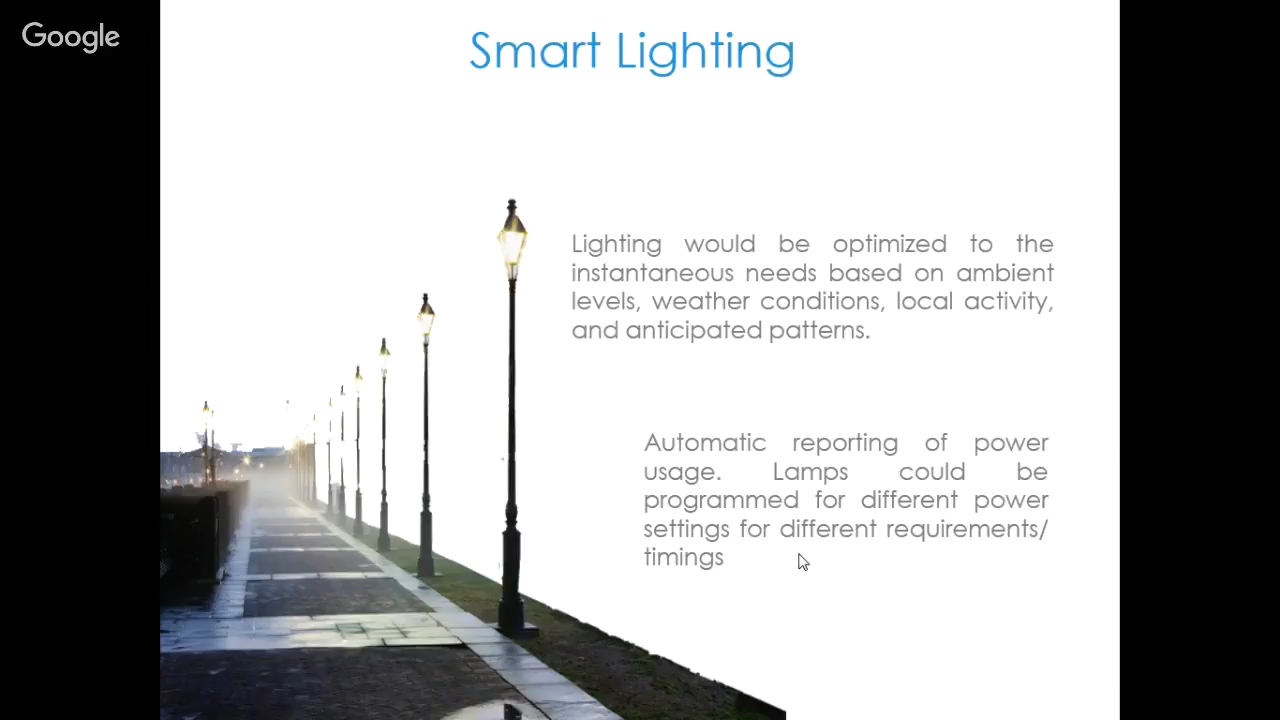 Google
Smart Lighting
Lighting would be optimized to the
instantaneous needs based on ambient
levels, weather conditions, local activity,
and anticipated patterns.
Automatic reporting of power
usage. Lamps could be
programmed for different power
settings for different requirements/
timings